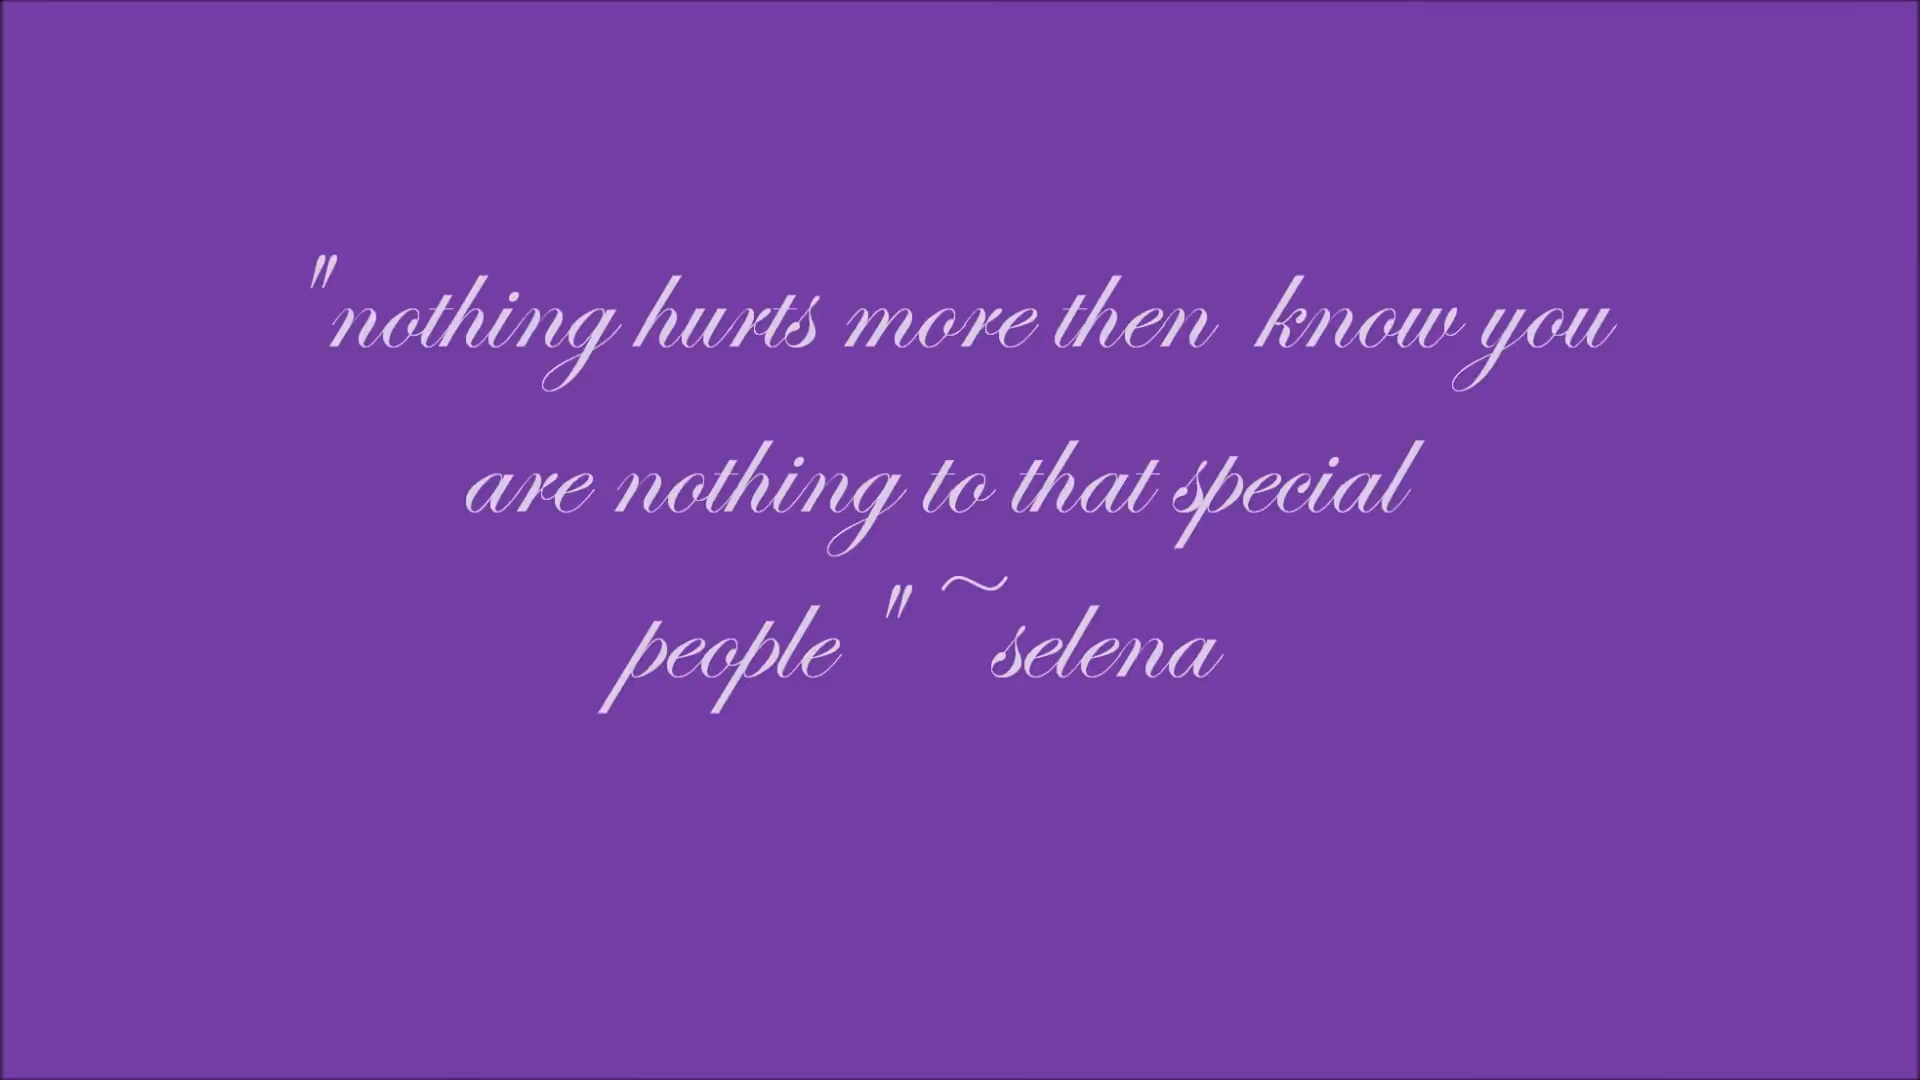 "nothing hurts more then  know you
are nothing to that special
people " ~selena